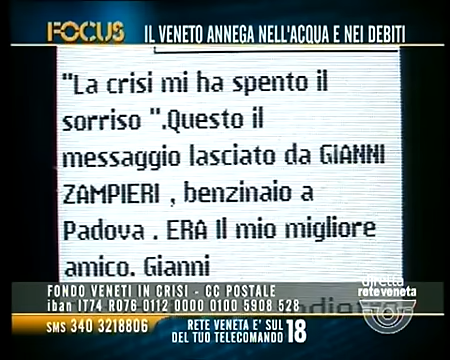 FOCUS IL VENETO ANNEGA NELL'ACQUA E NEI DEBITI
"La crisi mi ha spento il
sorriso ".Questo il
messaggio lasciato da GIANNI
ZAMPIERI , benzinaio a
Padova . ERA Il mio migliore
amico. Gianni
FONDO VENETI IN CRISI - CC POSTALE
iban IT74 R076 0112 0000 0100 5908 528
diretta
reteveneta
SMS 340 3218806
RETE VENETA E' SUL
DEL TUO TELECOMANDO 18